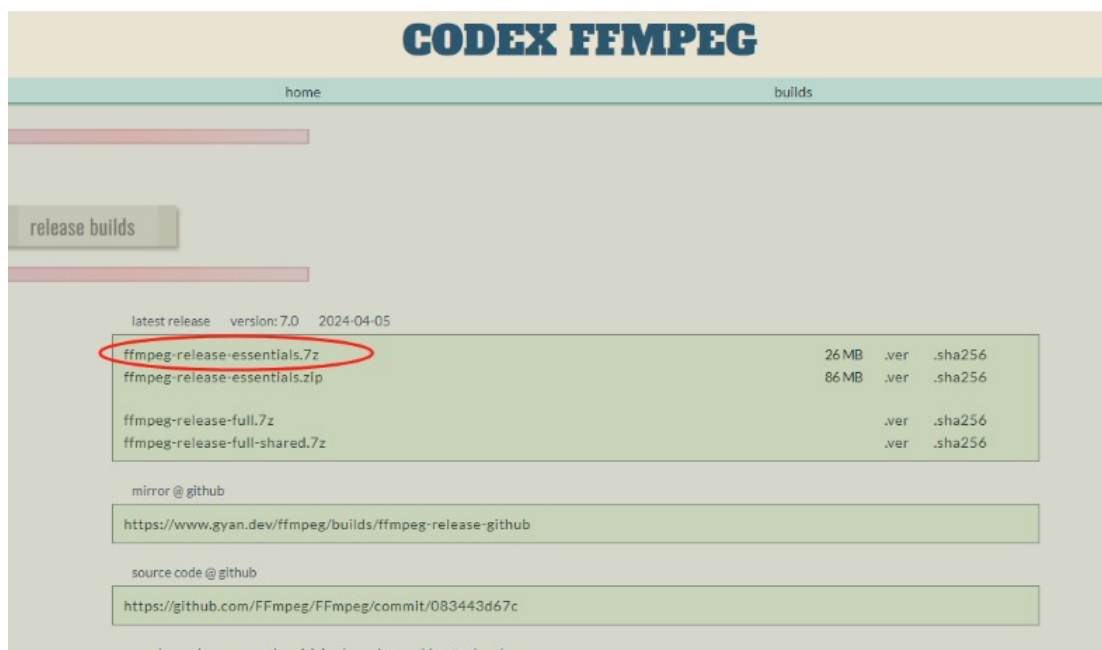 CODEX FFMPEG
home builds
release builds
latest release version: 7.0 2024-04-05
ffmpeg-release-essentials.7z 26 MB .ver .sha256
ffmpeg-release-essentials.zip 86 MB .ver .sha256
ffmpeg-release-full.7z .ver .sha256
ffmpeg-release-full-shared.7z .ver .sha256
mirror @ github
https://www.gyan.dev/ffmpeg/builds/ffmpeg-release-github
source code @ github
https://github.com/FFmpeg/FFmpeg/commit/083443d67c